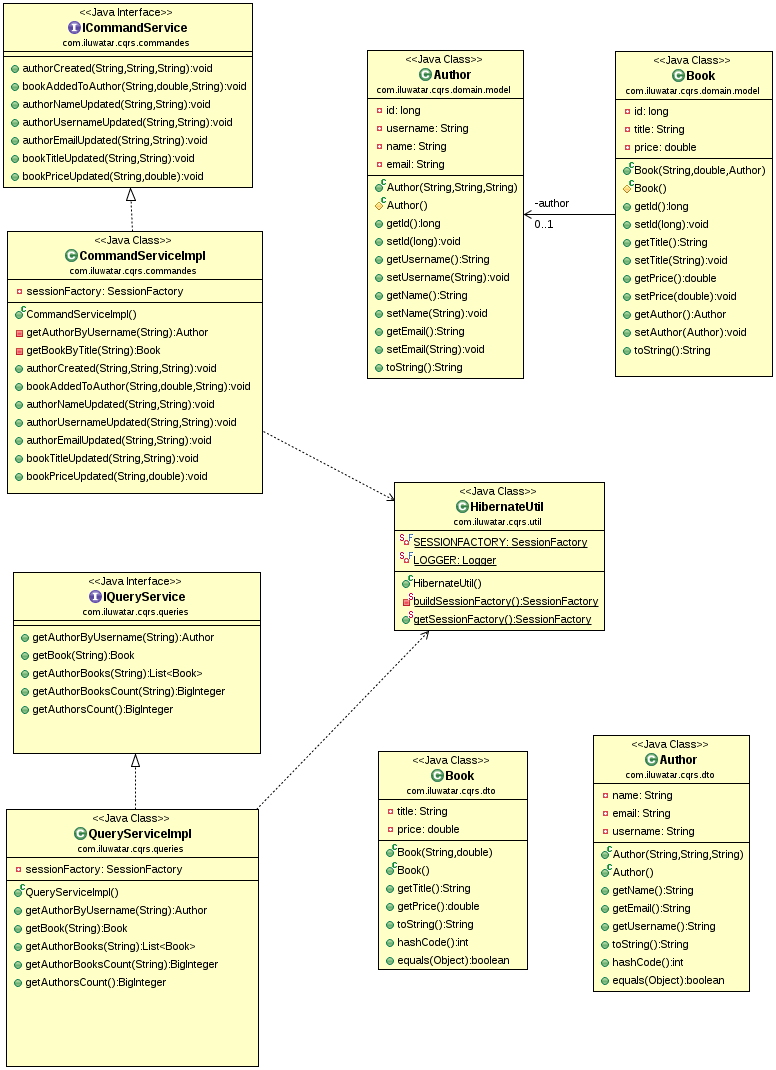 <<Java Interface>>
ICommandService
com.iluwatar.cqrs.commandes
authorCreated(String,String,String):void
bookAddedToAuthor(String,double,String):void
authorNameUpdated(String,String):void
authorUsernameUpdated(String,String):void
authorEmailUpdated(String,String):void
bookTitleUpdated(String,String):void
bookPriceUpdated(String,double):void
<<Java Class>>
CommandServiceImpl
com.iluwatar.cqrs.commandes
sessionFactory: SessionFactory
CommandServiceImpl()
getAuthorByUsername(String):Author
getBookByTitle(String):Book
authorCreated(String,String,String):void
bookAddedToAuthor(String,double,String):void
authorNameUpdated(String,String):void
authorUsernameUpdated(String,String):void
authorEmailUpdated(String,String):void
bookTitleUpdated(String,String):void
bookPriceUpdated(String,double):void
<<Java Class>>
Author
com.iluwatar.cqrs.domain.model
id: long
username: String
name: String
email: String
Author(String,String,String)
Author()
getId():long
setId(long):void
getUsername():String
setUsername(String):void
getName():String
setName(String):void
getEmail():String
setEmail(String):void
toString():String
-author
0..1
<<Java Class>>
Book
com.iluwatar.cqrs.domain.model
id: long
title: String
price: double
Book(String,double,Author)
Book()
getId():long
setId(long):void
getTitle():String
setTitle(String):void
getPrice():double
setPrice(double):void
getAuthor():Author
setAuthor(Author):void
toString():String
<<Java Class>>
HibernateUtil
com.iluwatar.cqrs.util
SESSIONFACTORY: SessionFactory
LOGGER: Logger
HibernateUtil()
buildSessionFactory():SessionFactory
getSessionFactory():SessionFactory
<<Java Interface>>
IQueryService
com.iluwatar.cqrs.queries
getAuthorByUsername(String):Author
getBook(String):Book
getAuthorBooks(String):List<Book>
getAuthorBooksCount(String):BigInteger
getAuthorsCount():BigInteger
<<Java Class>>
QueryServiceImpl
com.iluwatar.cqrs.queries
sessionFactory: SessionFactory
QueryServiceImpl()
getAuthorByUsername(String):Author
getBook(String):Book
getAuthorBooks(String):List<Book>
getAuthorBooksCount(String):BigInteger
getAuthorsCount():BigInteger
<<Java Class>>
Book
com.iluwatar.cqrs.dto
title: String
price: double
Book(String,double)
Book()
getTitle():String
getPrice():double
toString():String
hashCode():int
equals(Object):boolean
<<Java Class>>
Author
com.iluwatar.cqrs.dto
name: String
email: String
username: String
Author(String,String,String)
Author()
getName():String
getEmail():String
getUsername():String
toString():String
hashCode():int
equals(Object):boolean